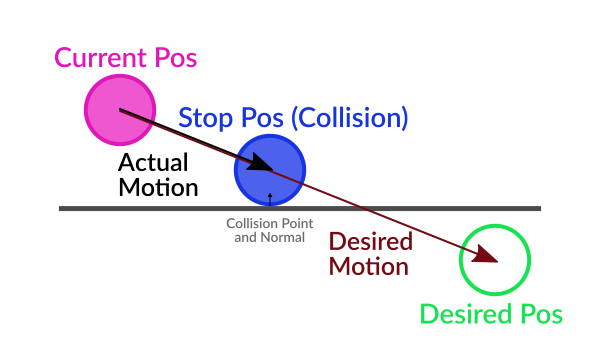 Current Pos
Stop Pos (Collision)
Actual
Motion
Collision Point
and Normal
Desired
Motion
Desired Pos